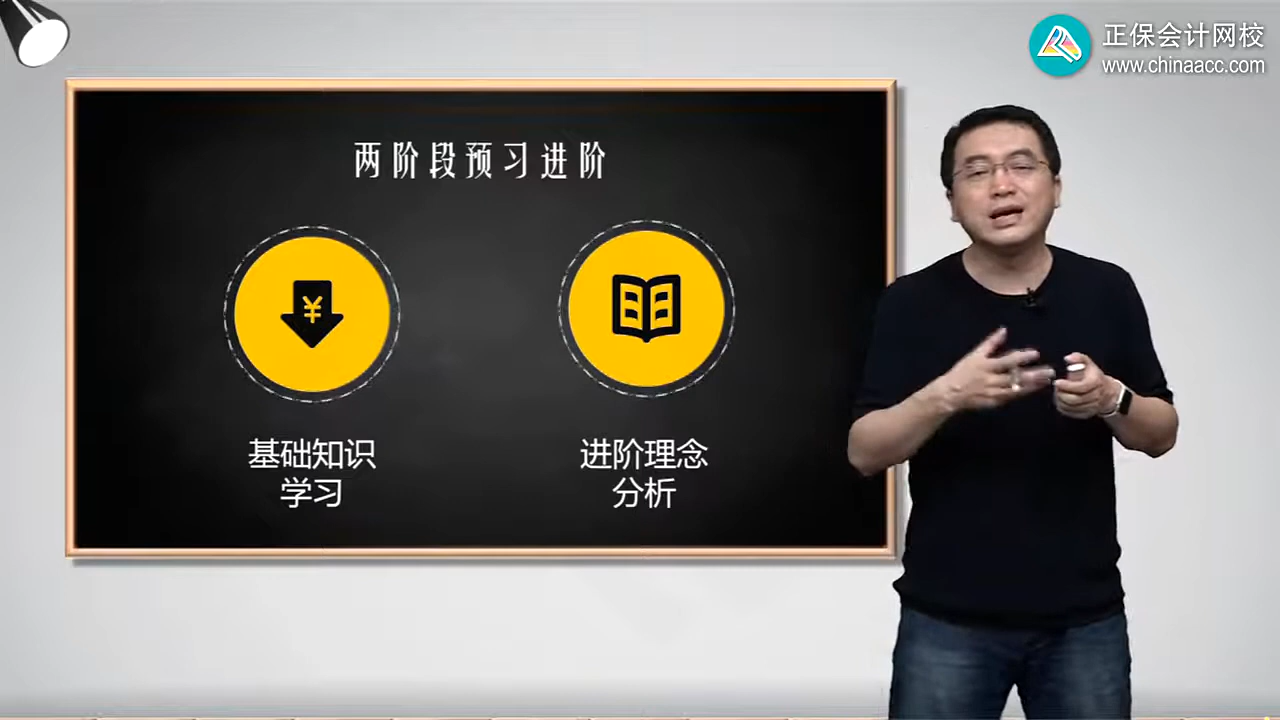 正保会计网校
www.chinaacc.com
两阶段预习进阶
¥
基础知识
学习
进阶理念
分析